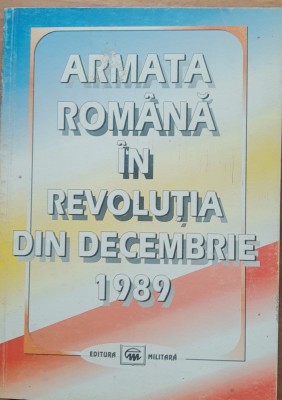 ARMATA
ROMÂNĂ
ÎN
REVOLUȚIA
DIN DECEMBRIE
1989
EDITURA MILITARĂ